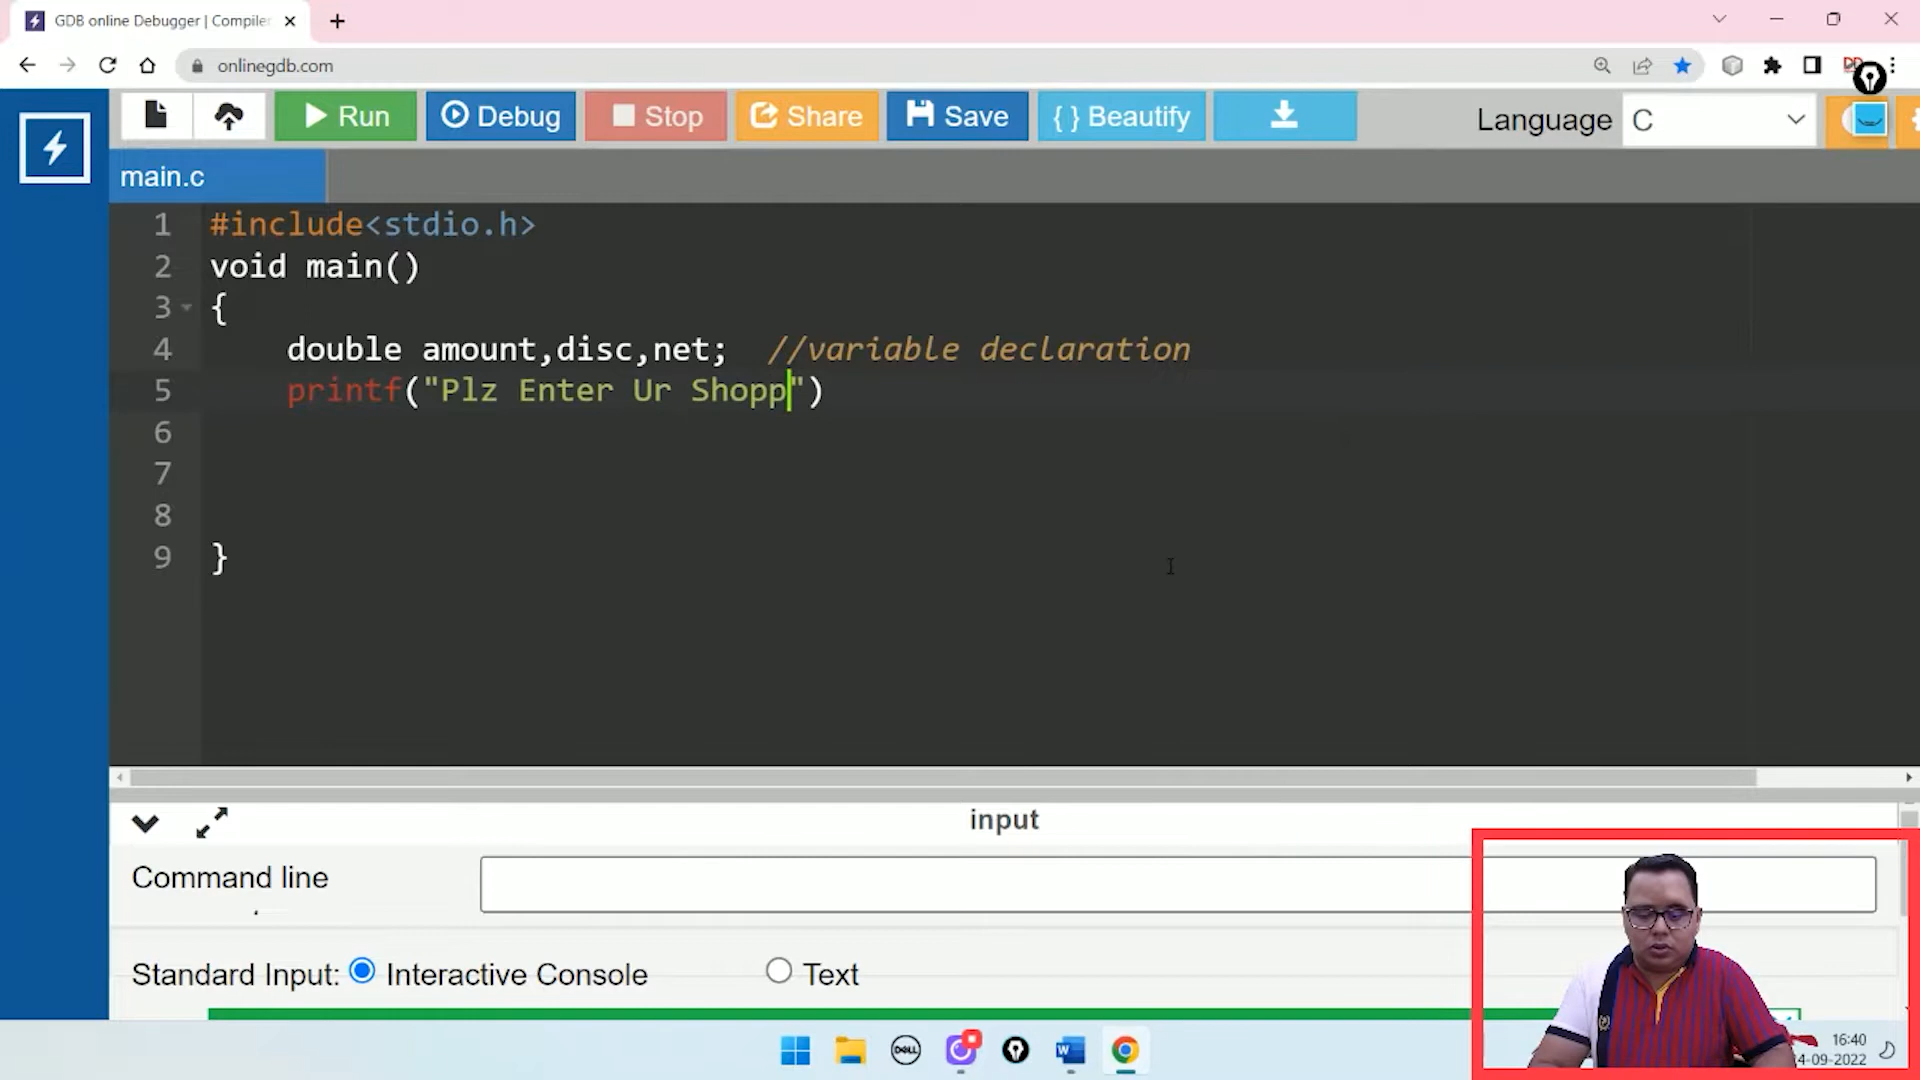 GDB online Debugger | Compiler
onlinegdb.com
Run
Debug
Stop
Share
Save
{ } Beautify
Language
C
main.c
1 #include<stdio.h>
2 void main()
3 {
4 double amount,disc,net; //variable declaration
5 printf("Plz Enter Ur Shopp")
6
7
8
9 }
input
Command line
Standard Input: Interactive Console Text
DELL
16:40
4-09-2022